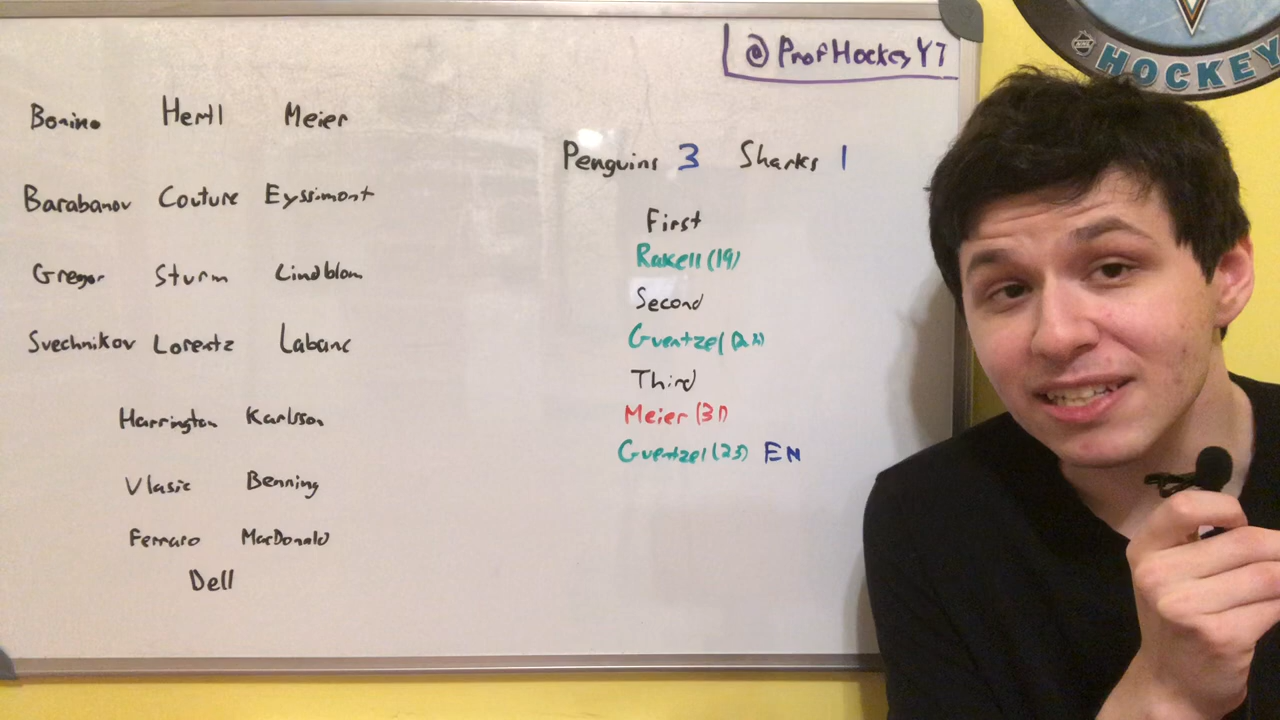 @ProfHockeyYT
HOCKEY
Bonino Hertl Meier
Barabanov Couture Eyssimont
Gregor Sturm Lindblom
Svechnikov Lorentz Labanc
Harrington Karlsson
Vlasic Benning
Ferraro MacDonald
Dell
Penguins 3 Sharks 1
First
Rakell (19)
Second
Guentzel (22)
Third
Meier (31)
Guentzel (23) EN